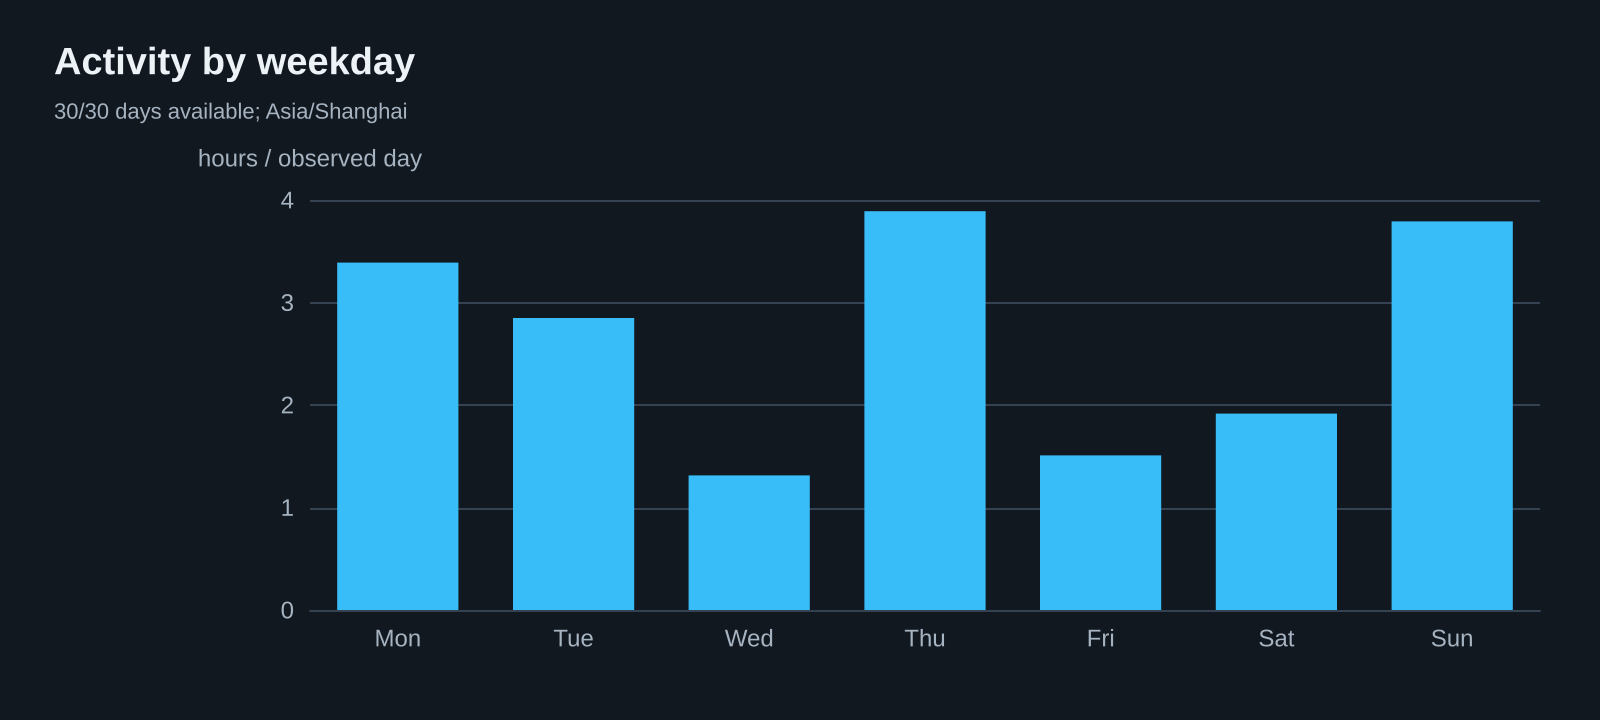 Activity by weekday
30/30 days available; Asia/Shanghai
hours / observed day
4
3
2
1
0
Mon Tue Wed Thu Fri Sat Sun